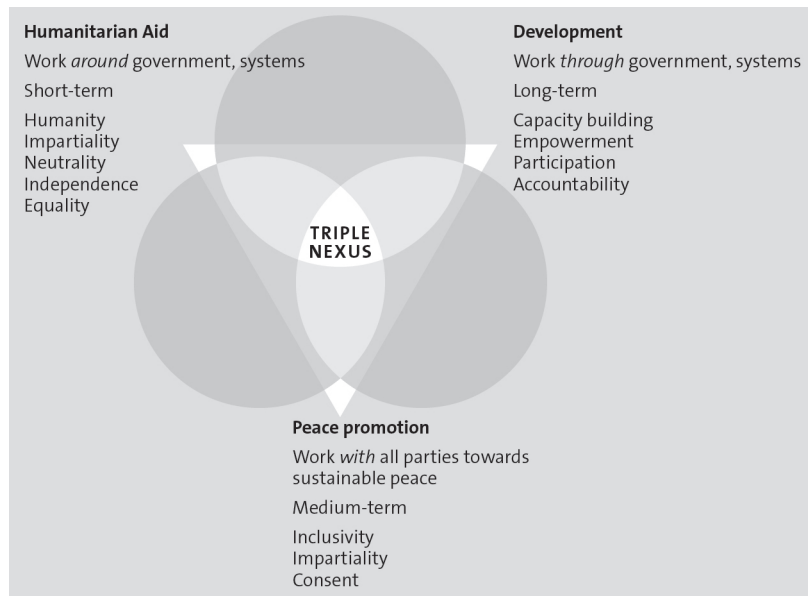 Humanitarian Aid
Work around government, systems
Short-term
Humanity
Impartiality
Neutrality
Independence
Equality
Development
Work through government, systems
Long-term
Capacity building
Empowerment
Participation
Accountability
TRIPLE
NEXUS
Peace promotion
Work with all parties towards
sustainable peace
Medium-term
Inclusivity
Impartiality
Consent